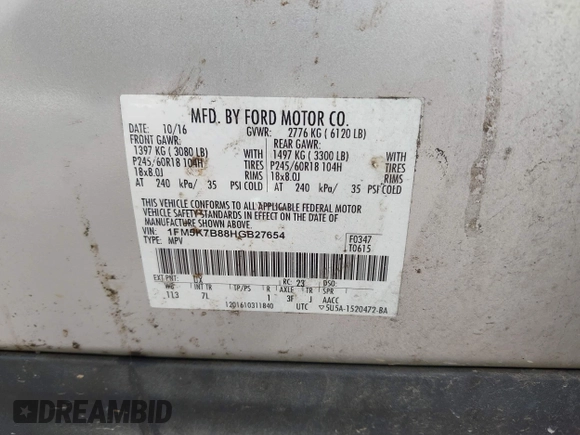 MFD. BY FORD MOTOR CO.
DATE: 10/16 GVWR: 2776 KG ( 6120 LB)
FRONT GAWR: REAR GAWR:
1397 KG ( 3080 LB) WITH 1497 KG ( 3300 LB) WITH
P245/60R18 104H TIRES P245/60R18 104H TIRES
18x8.0J RIMS 18x8.0J RIMS
AT 240 kPa/ 35 PSI COLD AT 240 kPa/ 35 PSI COLD
THIS VEHICLE CONFORMS TO ALL APPLICABLE FEDERAL MOTOR
VEHICLE SAFETY STANDARDS IN EFFECT ON THE DATE OF
MANUFACTURE SHOWN ABOVE.
VIN: 1FM5K7B88HGB27654
TYPE: MPV
F0347
T0615
UX RC: 23 DSO:
WB INT TR TP/PS R AXLE TR SPR
113 7L 1 3F J AACC
1201610311840 UTC ▽5U5A-1520472-BA
DREAMBID